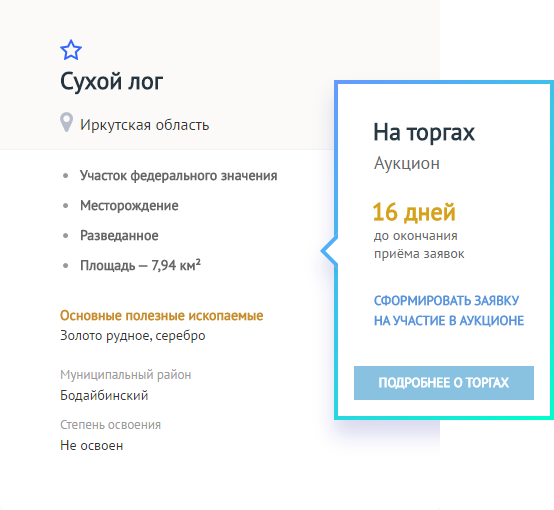 Сухой лог
Иркутская область
Участок федерального значения
Месторождение
Разведанное
Площадь — 7,94 км²
Основные полезные ископаемые
Золото рудное, серебро
Муниципальный район
Бодайбинский
Степень освоения
Не освоен
На торгах
Аукцион
16 дней
до окончания
приёма заявок
СФОРМИРОВАТЬ ЗАЯВКУ
НА УЧАСТИЕ В АУКЦИОНЕ
ПОДРОБНЕЕ О ТОРГАХ